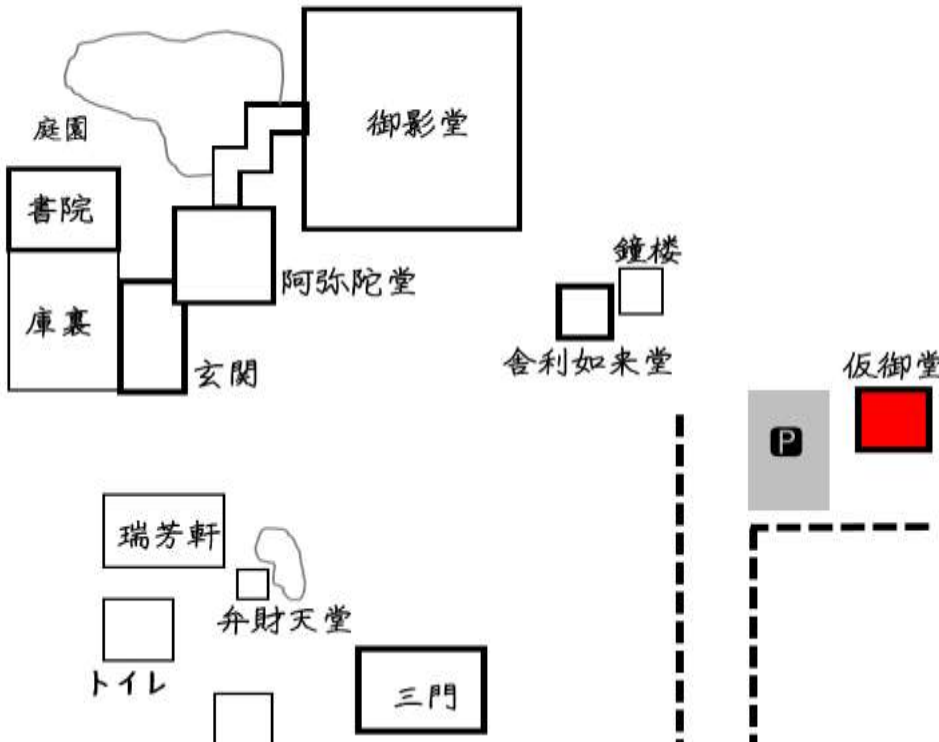 御影堂
庭園
書院
鐘楼
阿弥陀堂
庫裏
舎利如来堂
仮御堂
玄関
P
瑞芳軒
弁財天堂
トイレ
三門